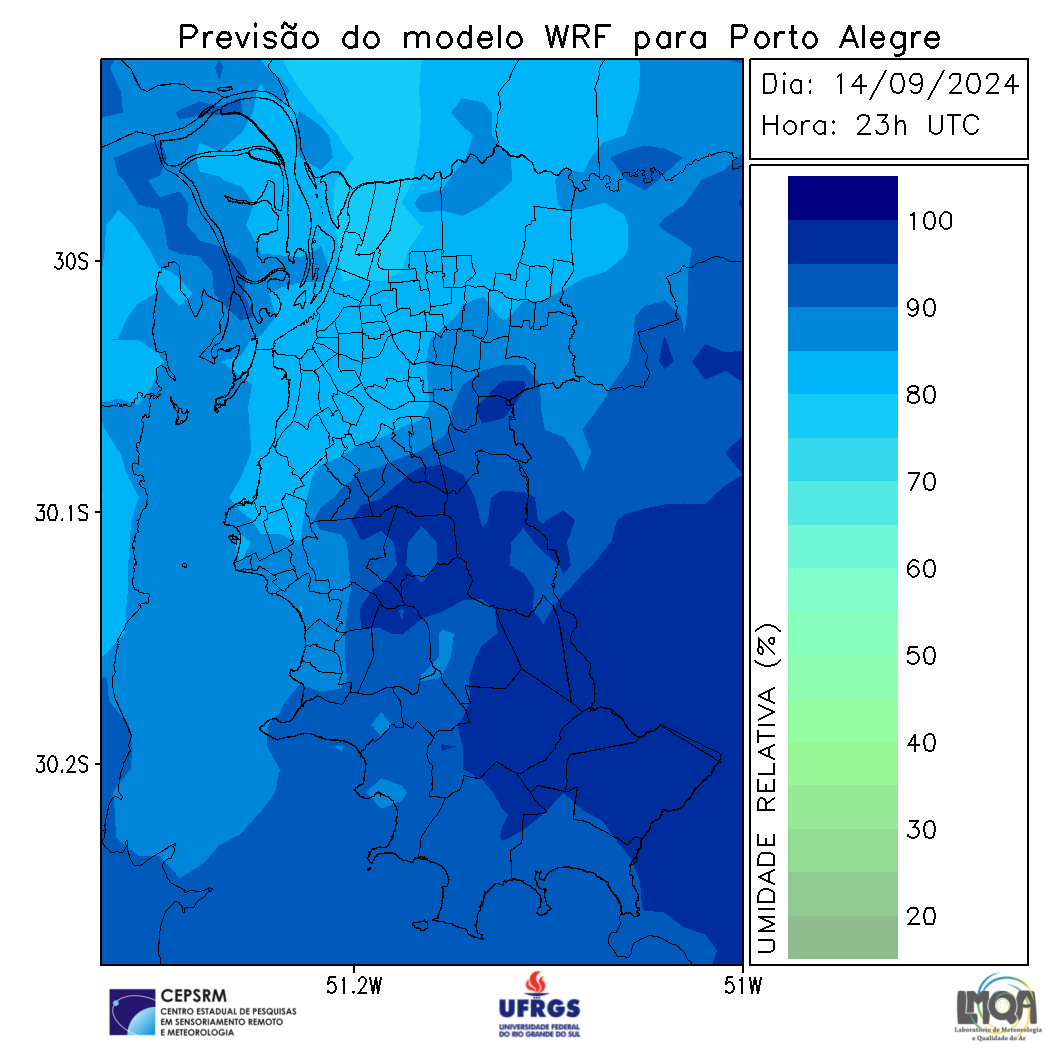 Previsão do modelo WRF para Porto Alegre
Dia: 14/09/2024
Hora: 23h UTC
100
90
80
70
60
50
40
30
20
UMIDADE RELATIVA (%)
30S
30.1S
30.2S
51.2W
51W
CEPSRM
CENTRO ESTADUAL DE PESQUISAS
EM SENSORIAMENTO REMOTO
E METEOROLOGIA
UFRGS
UNIVERSIDADE FEDERAL
DO RIO GRANDE DO SUL
LMQA
Laboratório de Meteorologia
e Qualidade do Ar